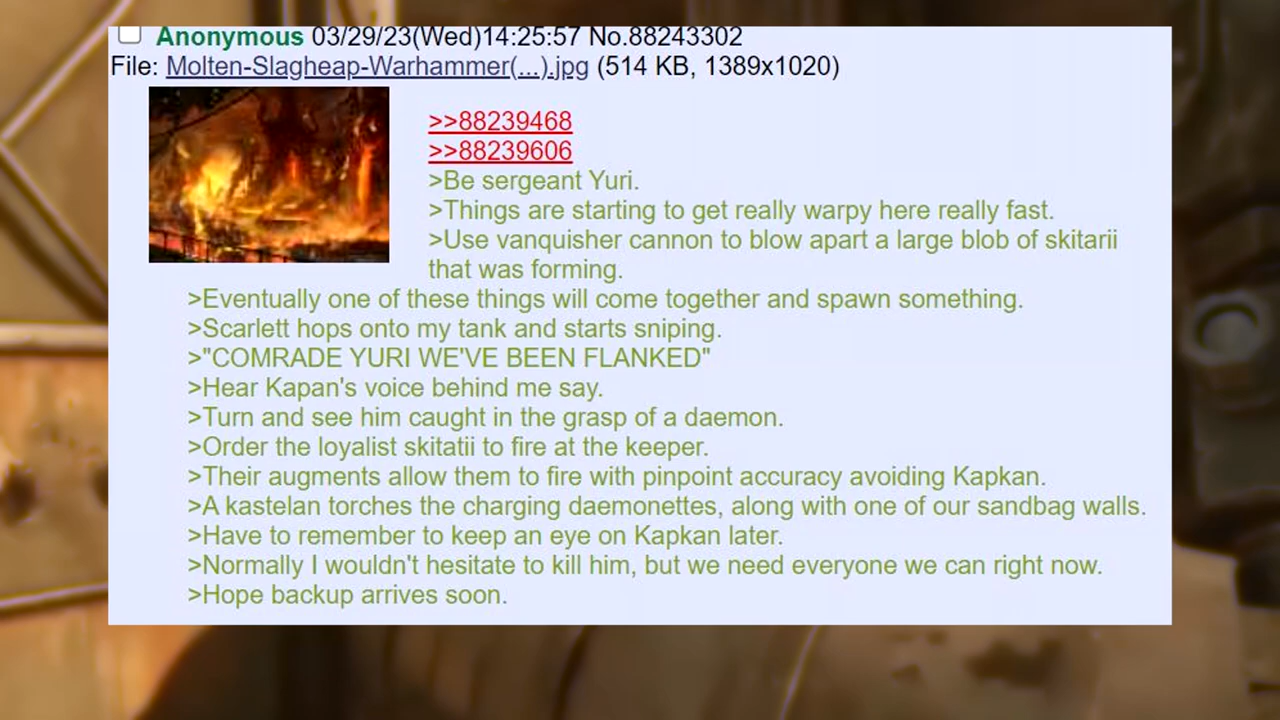 Anonymous 03/29/23(Wed)14:25:57 No.88243302
File: Molten-Slagheap-Warhammer(...).jpg (514 KB, 1389x1020)
>>88239468
>>88239606
>Be sergeant Yuri.
>Things are starting to get really warpy here really fast.
>Use vanquisher cannon to blow apart a large blob of skitarii
that was forming.
>Eventually one of these things will come together and spawn something.
>Scarlett hops onto my tank and starts sniping.
>"COMRADE YURI WE'VE BEEN FLANKED"
>Hear Kapan's voice behind me say.
>Turn and see him caught in the grasp of a daemon.
>Order the loyalist skitatii to fire at the keeper.
>Their augments allow them to fire with pinpoint accuracy avoiding Kapkan.
>A kastelan torches the charging daemonettes, along with one of our sandbag walls.
>Have to remember to keep an eye on Kapkan later.
>Normally I wouldn't hesitate to kill him, but we need everyone we can right now.
>Hope backup arrives soon.